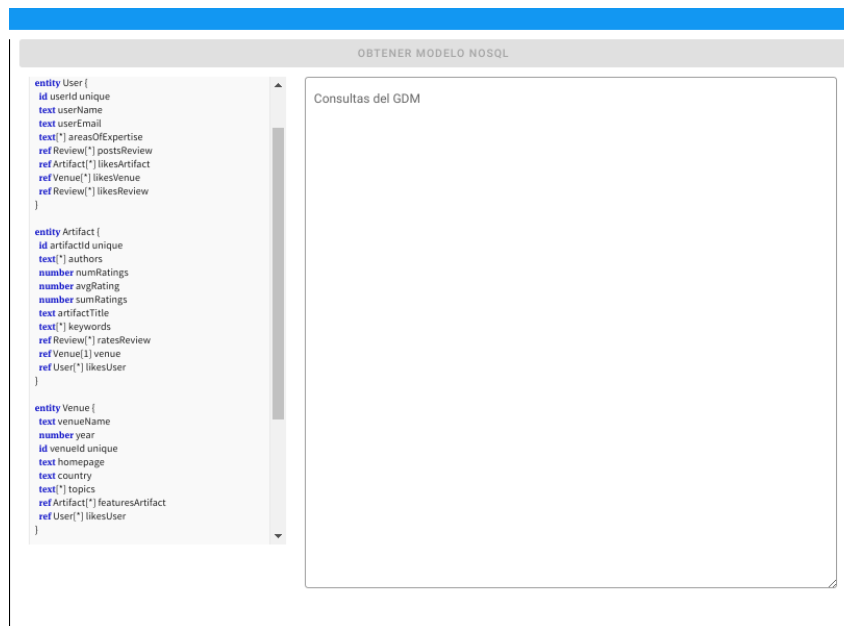 OBTENER MODELO NOSQL
entity User {
id userId unique
text userName
text userEmail
text[*] areasOfExpertise
ref Review[*] postsReview
ref Artifact[*] likesArtifact
ref Venue[*] likesVenue
ref Review[*] likesReview
}
entity Artifact {
id artifactId unique
text[*] authors
number numRatings
number avgRating
number sumRatings
text artifactTitle
text[*] keywords
ref Review[*] ratesReview
ref Venue[1] venue
ref User[*] likesUser
}
entity Venue {
text venueName
number year
id venueId unique
text homepage
text country
text[*] topics
ref Artifact[*] featuresArtifact
ref User[*] likesUser
}
Consultas del GDM